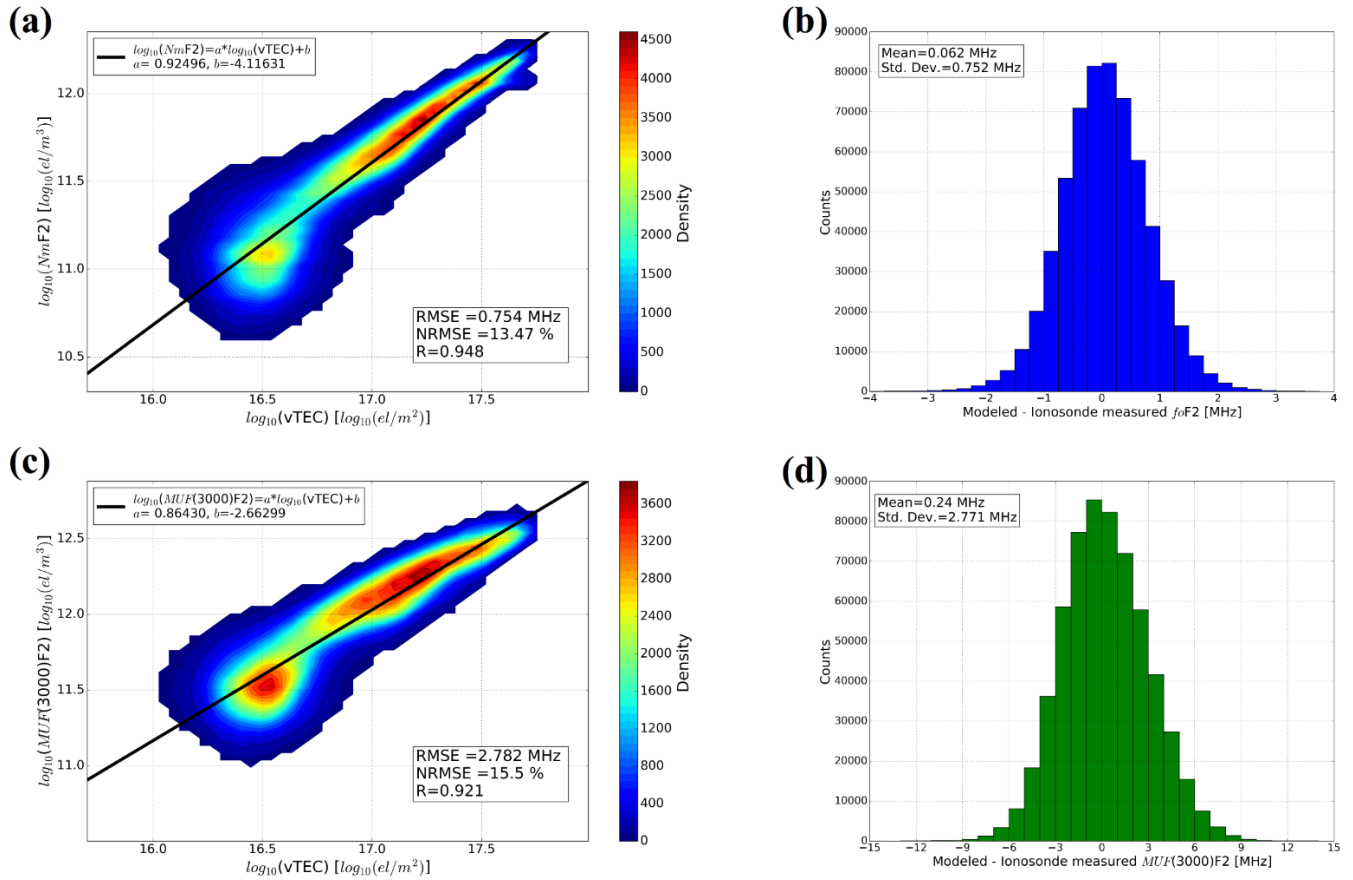 (a)
log10(NmF2)=a*log10(vTEC)+b
a= 0.92496, b=-4.11631
12.0
11.5
11.0
10.5
log10(NmF2) [log10(el/m3)]
RMSE =0.754 MHz
NRMSE =13.47 %
R=0.948
16.0 16.5 17.0 17.5
log10(vTEC) [log10(el/m2)]
4500
4000
3500
3000
2500
2000
1500
1000
500
0
Density
(b)
Mean=0.062 MHz
Std. Dev.=0.752 MHz
90000
80000
70000
60000
50000
40000
30000
20000
10000
0
Counts
−4 −3 −2 −1 0 1 2 3 4
Modeled - Ionosonde measured foF2 [MHz]
(c)
log10(MUF(3000)F2)=a*log10(vTEC)+b
a= 0.86430, b=-2.66299
12.5
12.0
11.5
11.0
log10(MUF(3000)F2) [log10(el/m3)]
RMSE =2.782 MHz
NRMSE =15.5 %
R=0.921
16.0 16.5 17.0 17.5
log10(vTEC) [log10(el/m2)]
3600
3200
2800
2400
2000
1600
1200
800
400
0
Density
(d)
Mean=0.24 MHz
Std. Dev.=2.771 MHz
90000
80000
70000
60000
50000
40000
30000
20000
10000
0
Counts
−15 −12 −9 −6 −3 0 3 6 9 12 15
Modeled - Ionosonde measured MUF(3000)F2 [MHz]